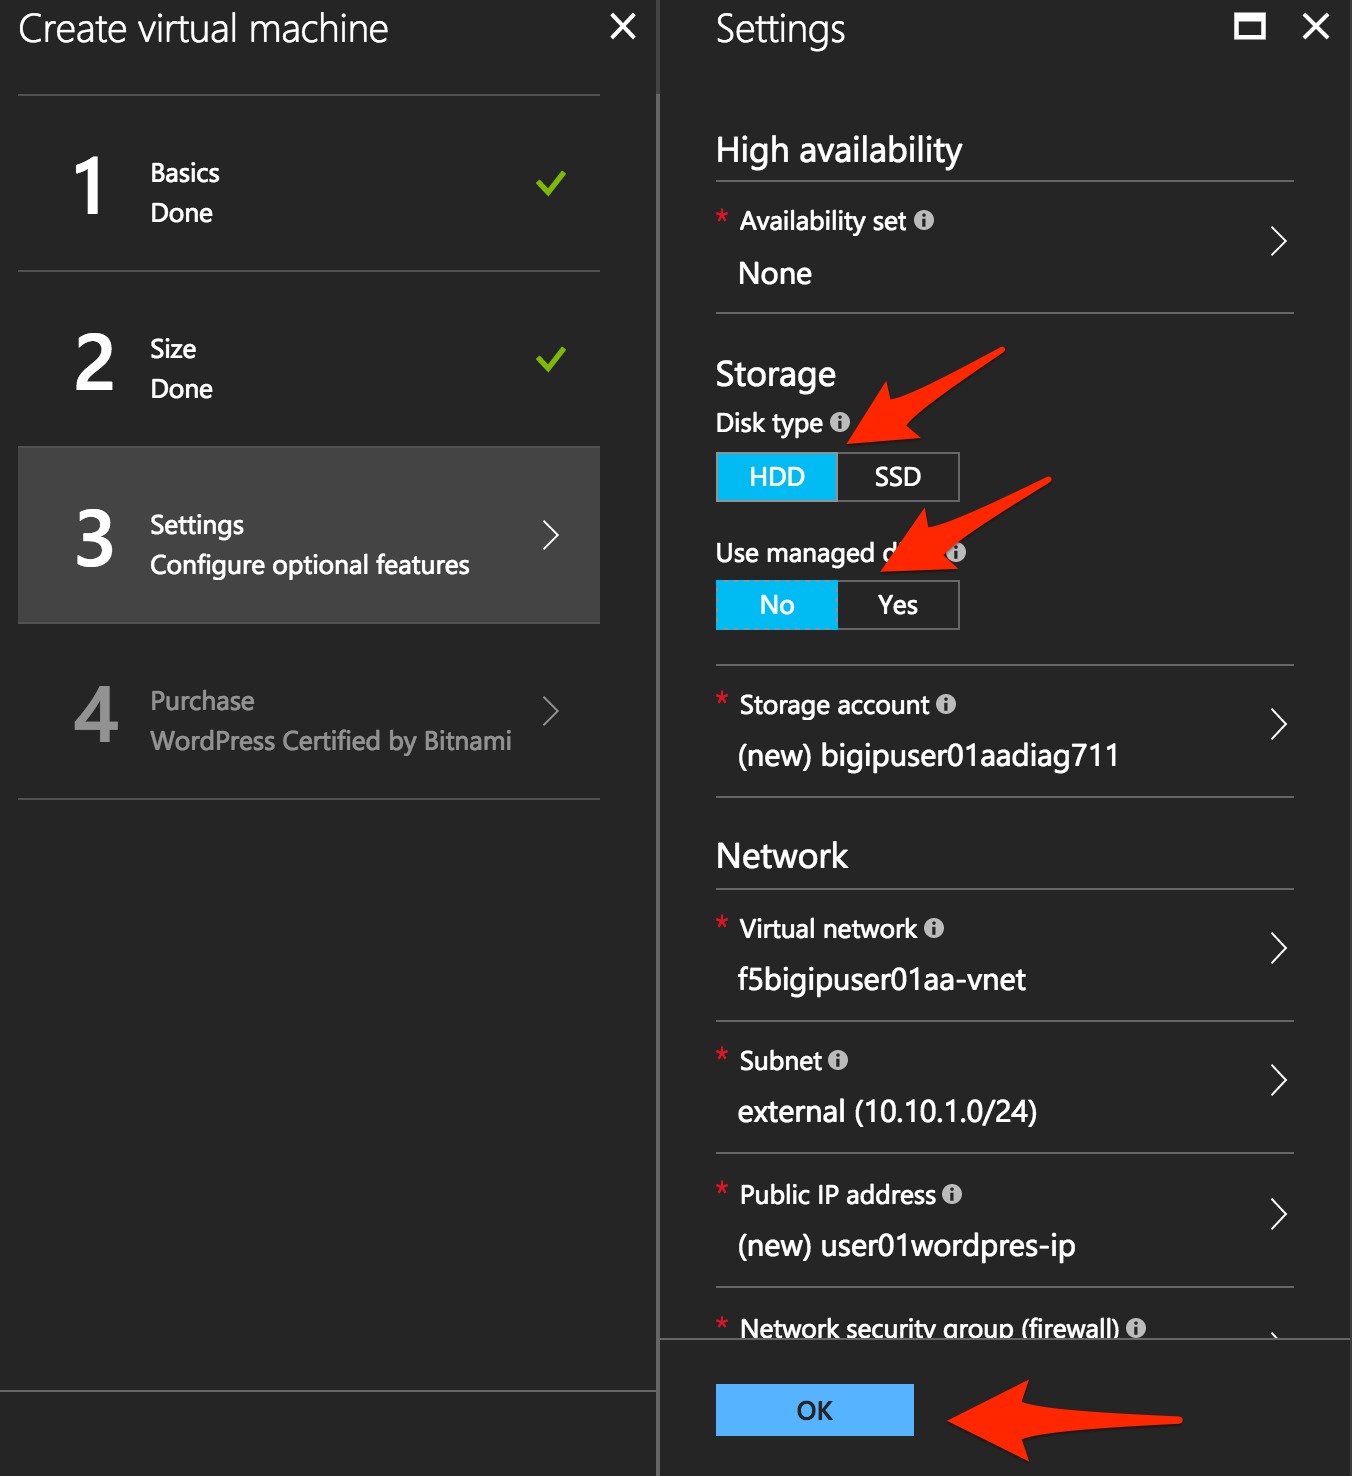 Create virtual machine
1
Basics
Done
2
Size
Done
3
Settings
Configure optional features
4
Purchase
WordPress Certified by Bitnami
Settings
High availability
* Availability set
None
Storage
Disk type
HDD SSD
Use managed
No Yes
* Storage account
(new) bigipuser01aadiag711
Network
* Virtual network
f5bigipuser01aa-vnet
* Subnet
external (10.10.1.0/24)
* Public IP address
(new) user01wordpres-ip
* Network security group (firewall)
OK